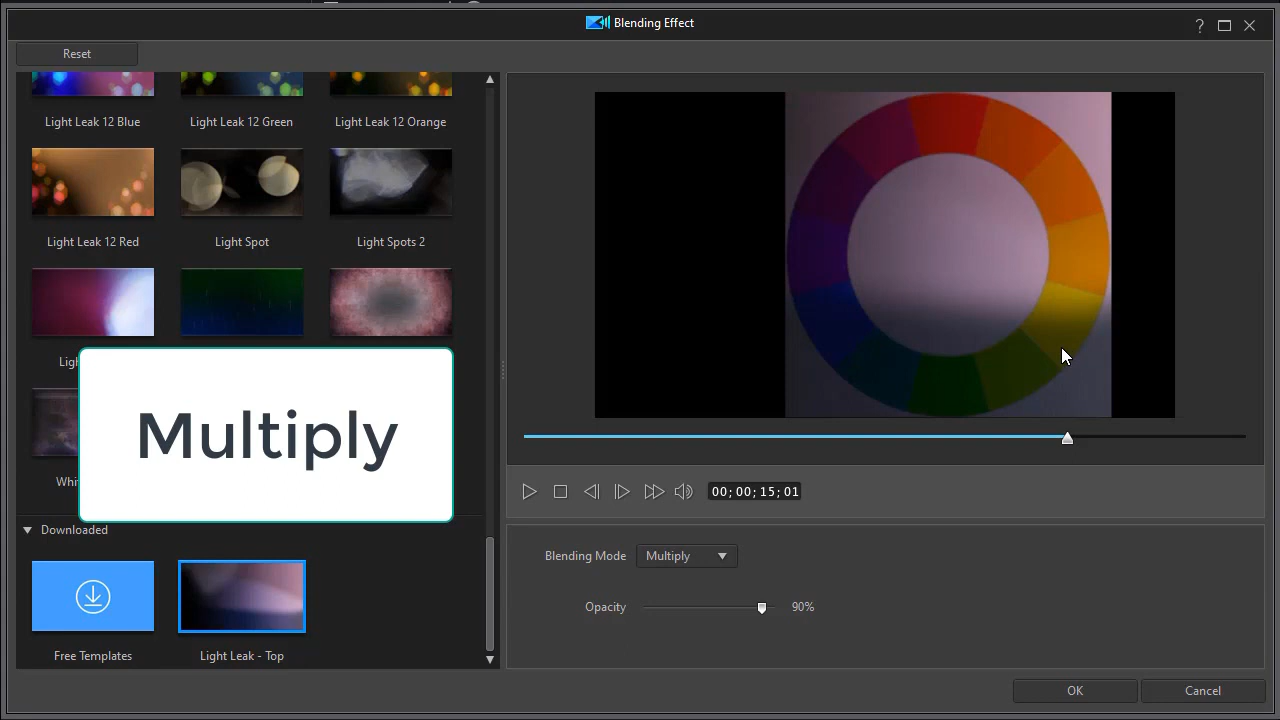 Blending Effect
?
Reset
Light Leak 12 Blue
Light Leak 12 Green
Light Leak 12 Orange
Light Leak 12 Red
Light Spot
Light Spots 2
Multiply
Downloaded
Free Templates
Light Leak - Top
00;00;15;01
Blending Mode
Multiply
Opacity
90%
OK
Cancel